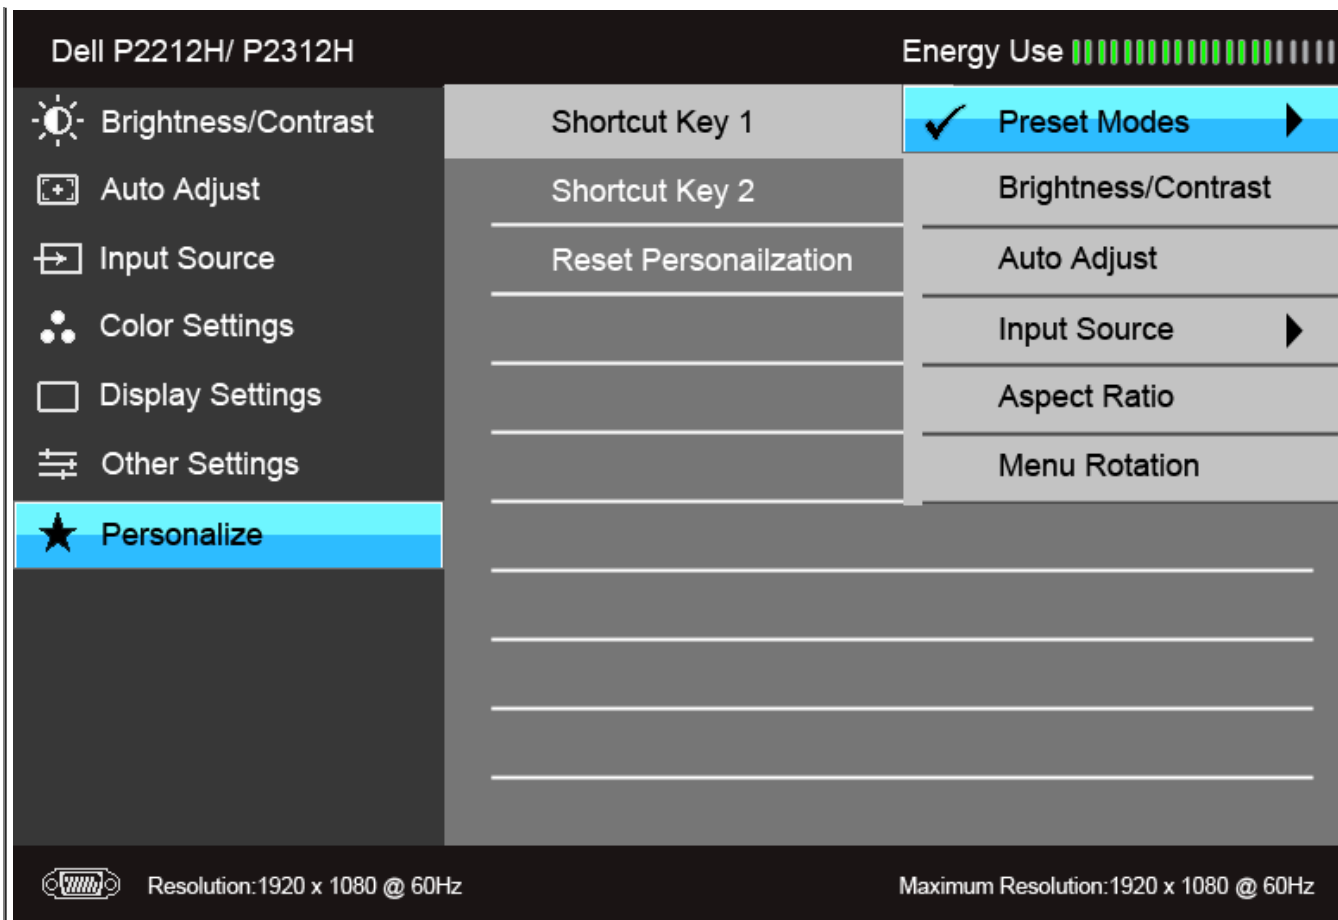 Dell P2212H/ P2312H
Energy Use
Brightness/Contrast
Auto Adjust
Input Source
Color Settings
Display Settings
Other Settings
Personalize
Shortcut Key 1
Shortcut Key 2
Reset Personailzation
Preset Modes
Brightness/Contrast
Auto Adjust
Input Source
Aspect Ratio
Menu Rotation
Resolution:1920 x 1080 @ 60Hz
Maximum Resolution:1920 x 1080 @ 60Hz